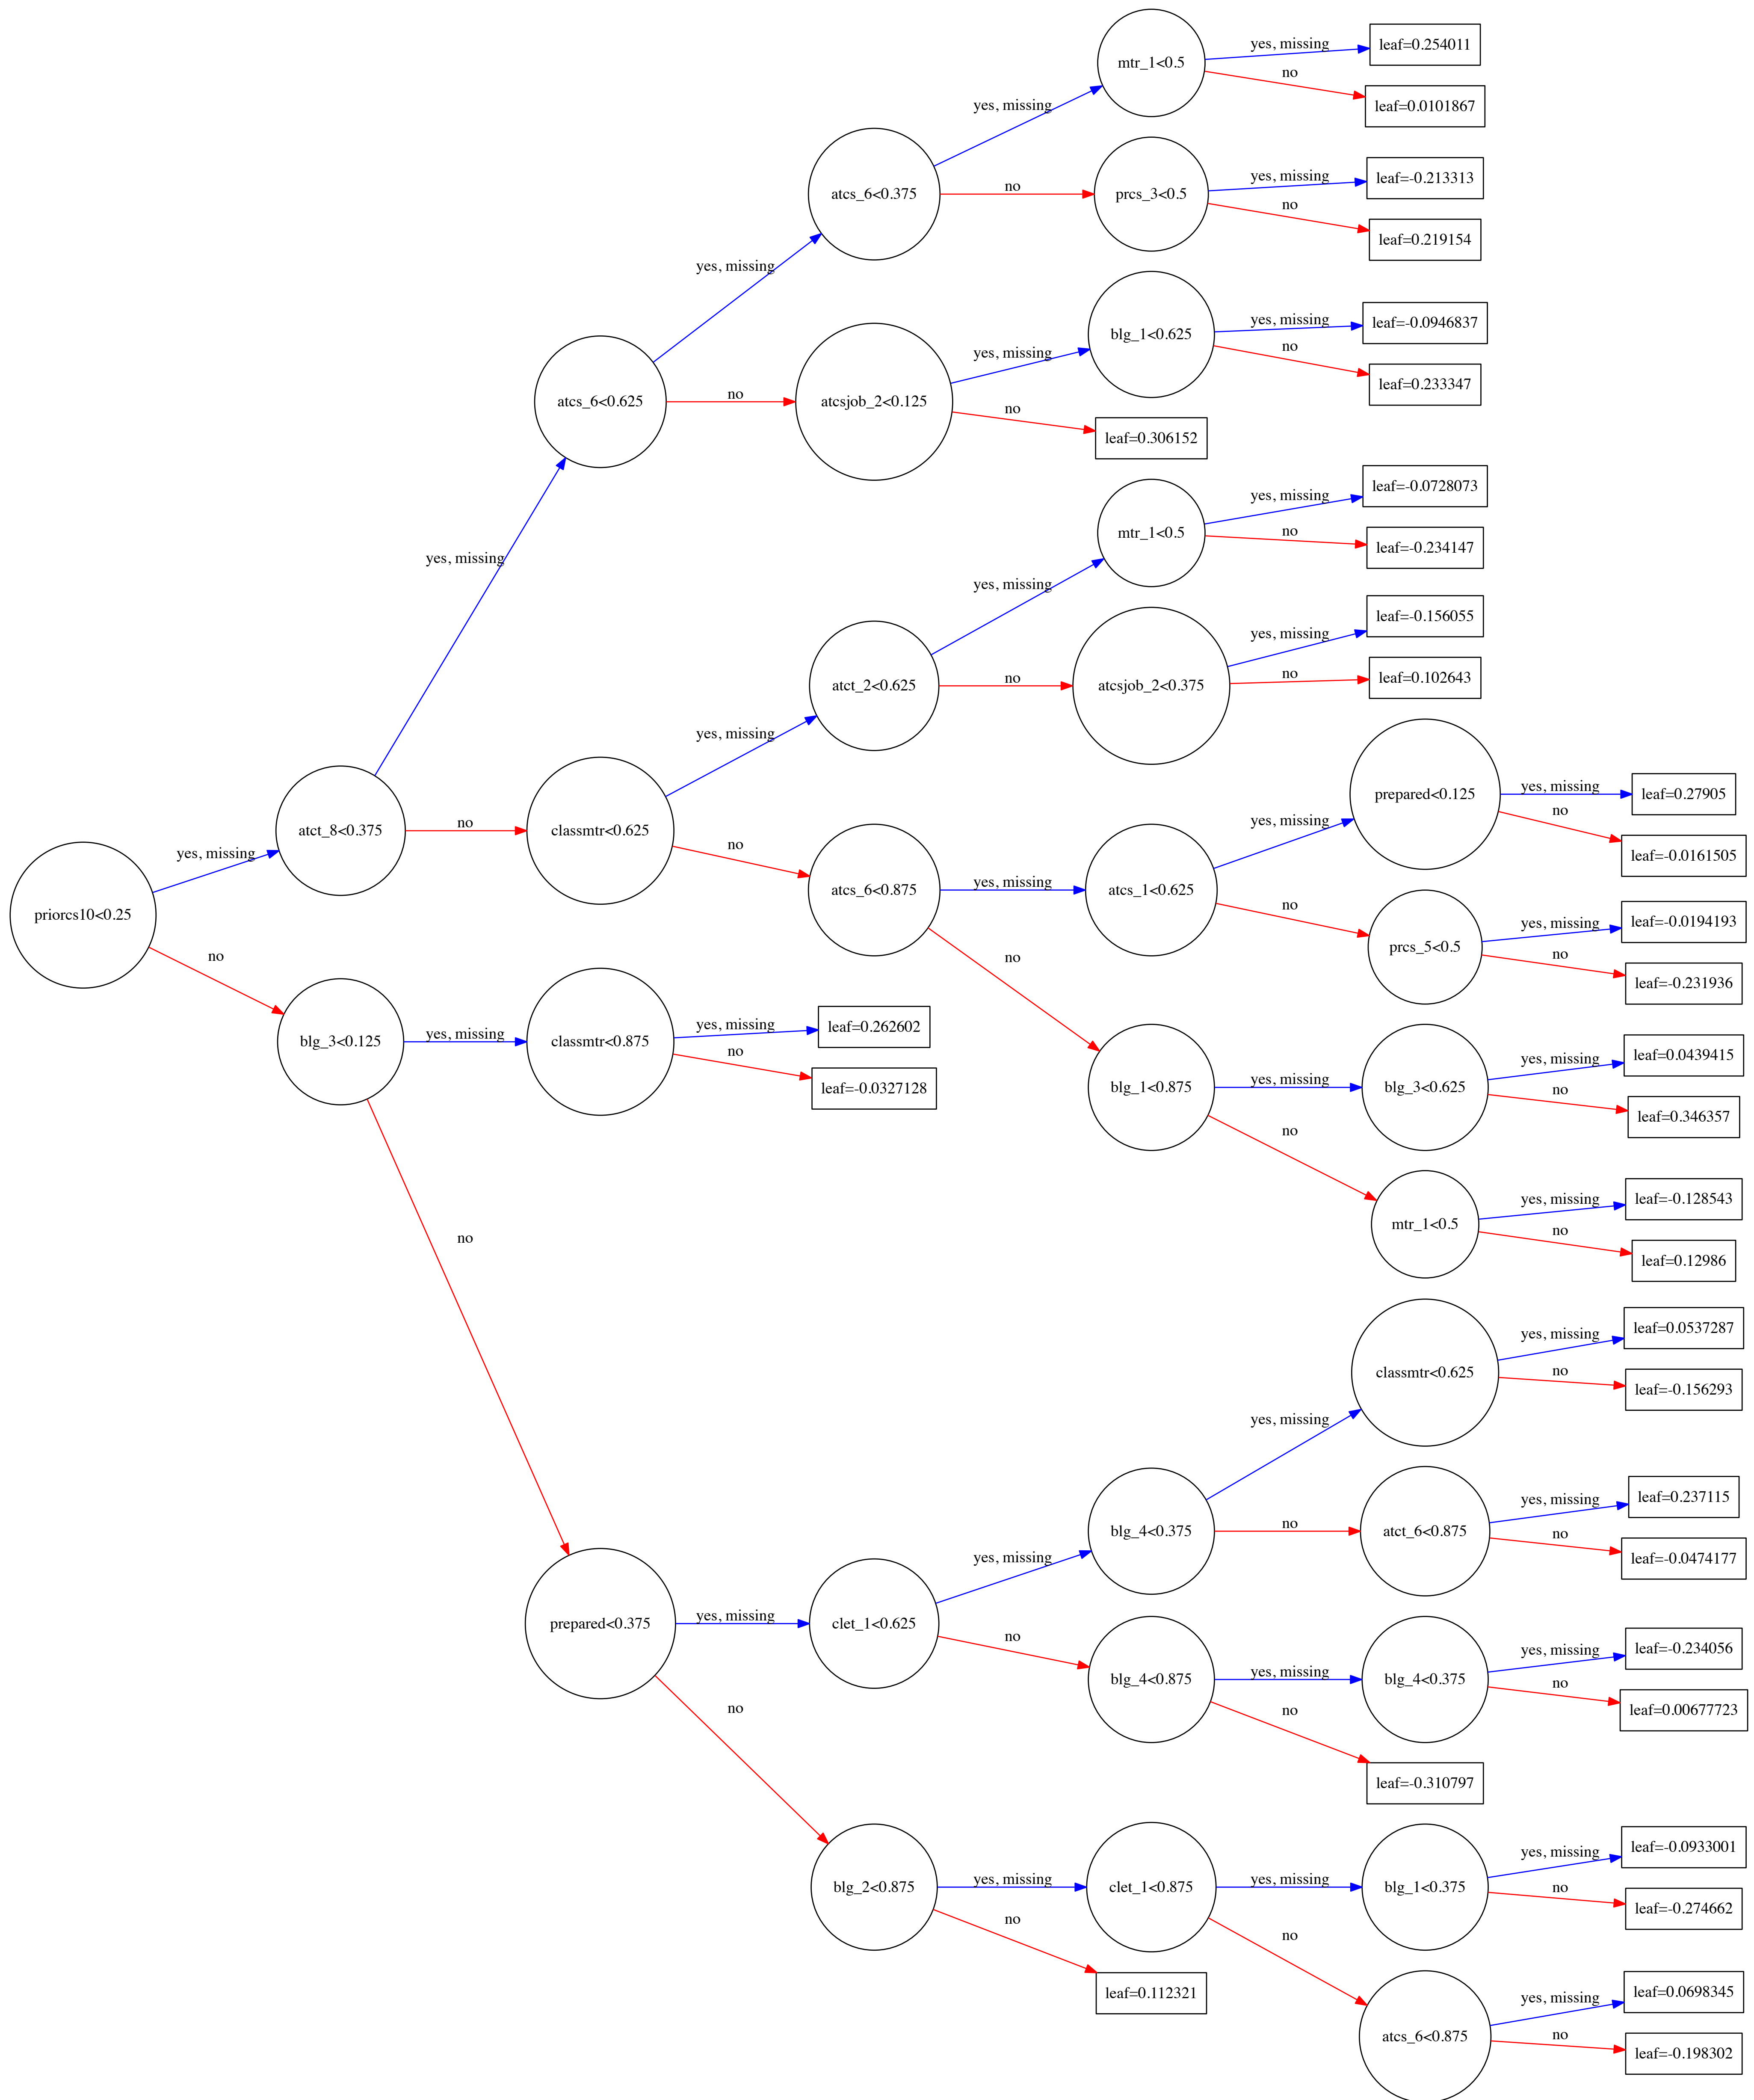 mtr_1<0.5
yes, missing
leaf=0.254011
no
leaf=0.0101867
yes, missing
atcs_6<0.375
no
prcs_3<0.5
yes, missing
leaf=-0.213313
no
leaf=0.219154
yes, missing
atcs_6<0.625
no
atcsjob_2<0.125
yes, missing
blg_1<0.625
yes, missing
leaf=-0.0946837
no
leaf=0.233347
no
leaf=0.306152
yes, missing
mtr_1<0.5
yes, missing
leaf=-0.0728073
no
leaf=-0.234147
yes, missing
atct_2<0.625
no
atcsjob_2<0.375
yes, missing
leaf=-0.156055
no
leaf=0.102643
yes, missing
atct_8<0.375
no
classmtr<0.625
no
atcs_6<0.875
yes, missing
atcs_1<0.625
yes, missing
prepared<0.125
yes, missing
leaf=0.27905
no
leaf=-0.0161505
no
prcs_5<0.5
yes, missing
leaf=-0.0194193
no
leaf=-0.231936
priorcs10<0.25
yes, missing
no
blg_3<0.125
yes, missing
classmtr<0.875
yes, missing
leaf=0.262602
no
leaf=-0.0327128
no
blg_1<0.875
yes, missing
blg_3<0.625
yes, missing
leaf=0.0439415
no
leaf=0.346357
no
mtr_1<0.5
yes, missing
leaf=-0.128543
no
leaf=0.12986
no
classmtr<0.625
yes, missing
leaf=0.0537287
no
leaf=-0.156293
yes, missing
blg_4<0.375
no
atct_6<0.875
yes, missing
leaf=0.237115
no
leaf=-0.0474177
yes, missing
prepared<0.375
yes, missing
clet_1<0.625
no
blg_4<0.875
yes, missing
blg_4<0.375
yes, missing
leaf=-0.234056
no
leaf=0.00677723
no
leaf=-0.310797
no
blg_2<0.875
yes, missing
clet_1<0.875
yes, missing
blg_1<0.375
yes, missing
leaf=-0.0933001
no
leaf=-0.274662
no
leaf=0.112321
no
atcs_6<0.875
yes, missing
leaf=0.0698345
no
leaf=-0.198302